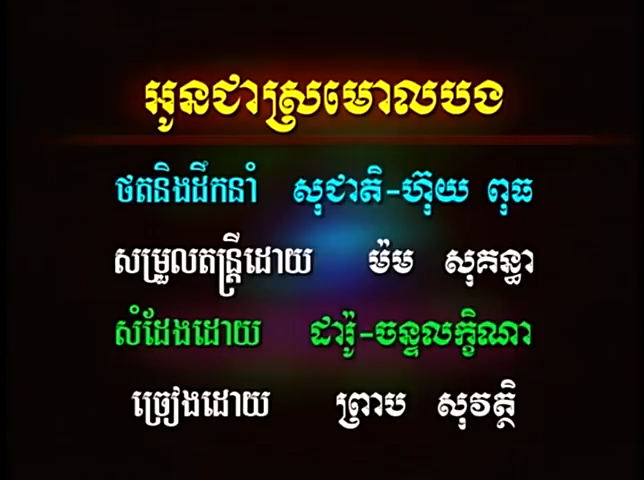 អូនជាស្រមោលបង
ថតនិងដឹកនាំ សុជាតិ-ហ៊ុយ ពុធ
សម្រួលតន្ត្រីដោយ ម៉ម សុគន្ធា
សំដែងដោយ ដារ៉ូ-ចន្ទលក្ខិណា
ច្រៀងដោយ ព្រាប សុវត្ថិ